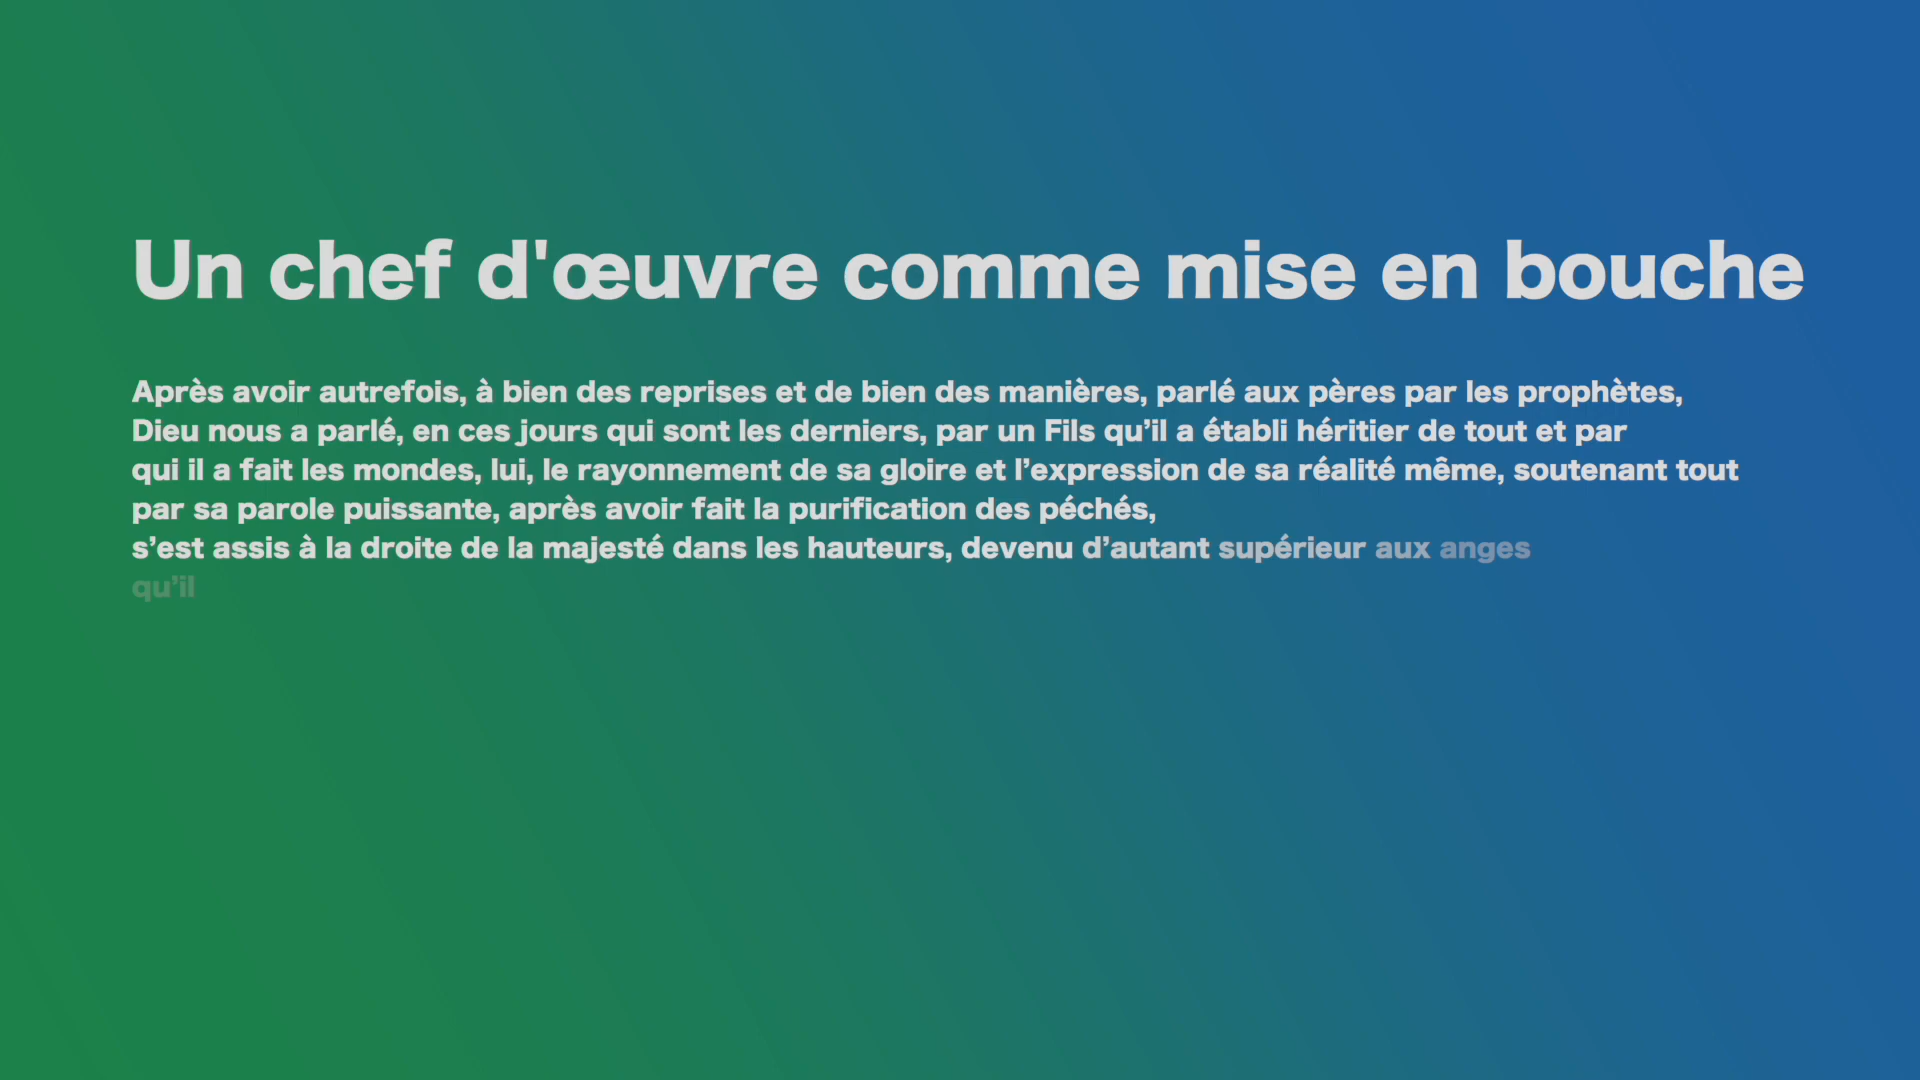 Un chef d'œuvre comme mise en bouche
Après avoir autrefois, à bien des reprises et de bien des manières, parlé aux pères par les prophètes,
Dieu nous a parlé, en ces jours qui sont les derniers, par un Fils qu’il a établi héritier de tout et par
qui il a fait les mondes, lui, le rayonnement de sa gloire et l’expression de sa réalité même, soutenant tout
par sa parole puissante, après avoir fait la purification des péchés,
s’est assis à la droite de la majesté dans les hauteurs, devenu d’autant supérieur aux anges
qu’il